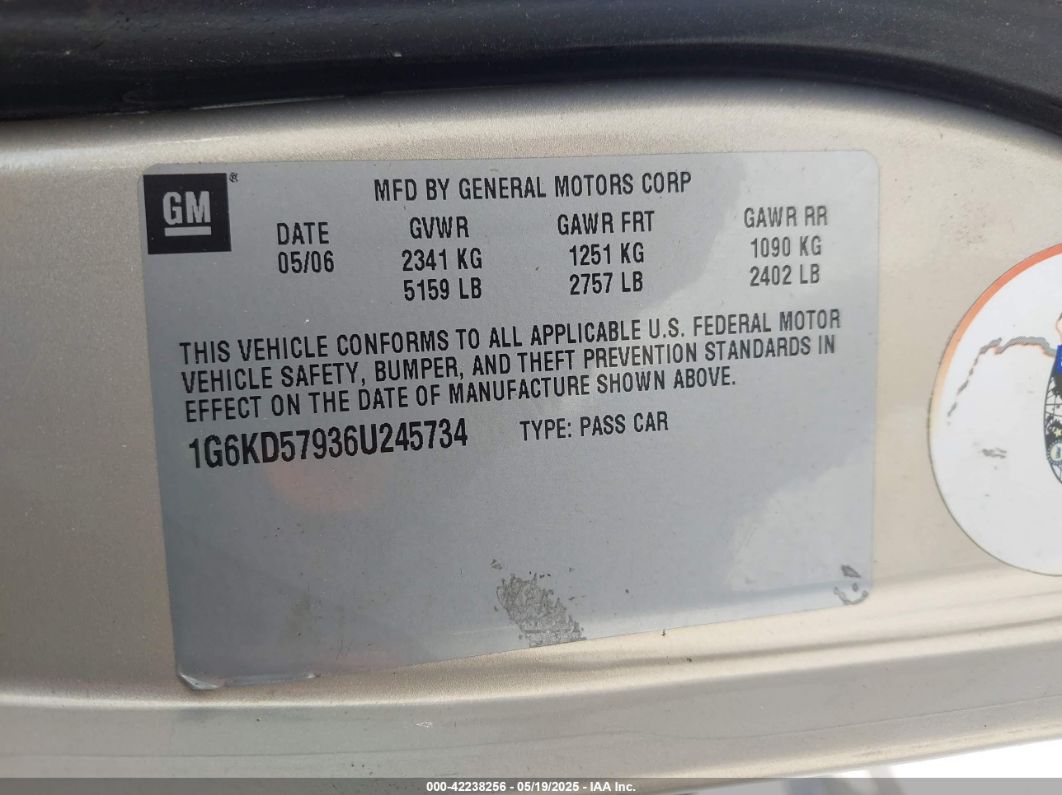 GM®
MFD BY GENERAL MOTORS CORP
DATE GVWR GAWR FRT GAWR RR
05/06 2341 KG 1251 KG 1090 KG
5159 LB 2757 LB 2402 LB
THIS VEHICLE CONFORMS TO ALL APPLICABLE U.S. FEDERAL MOTOR
VEHICLE SAFETY, BUMPER, AND THEFT PREVENTION STANDARDS IN
EFFECT ON THE DATE OF MANUFACTURE SHOWN ABOVE.
1G6KD57936U245734 TYPE: PASS CAR
000-42238256 - 05/19/2025 - IAA Inc.